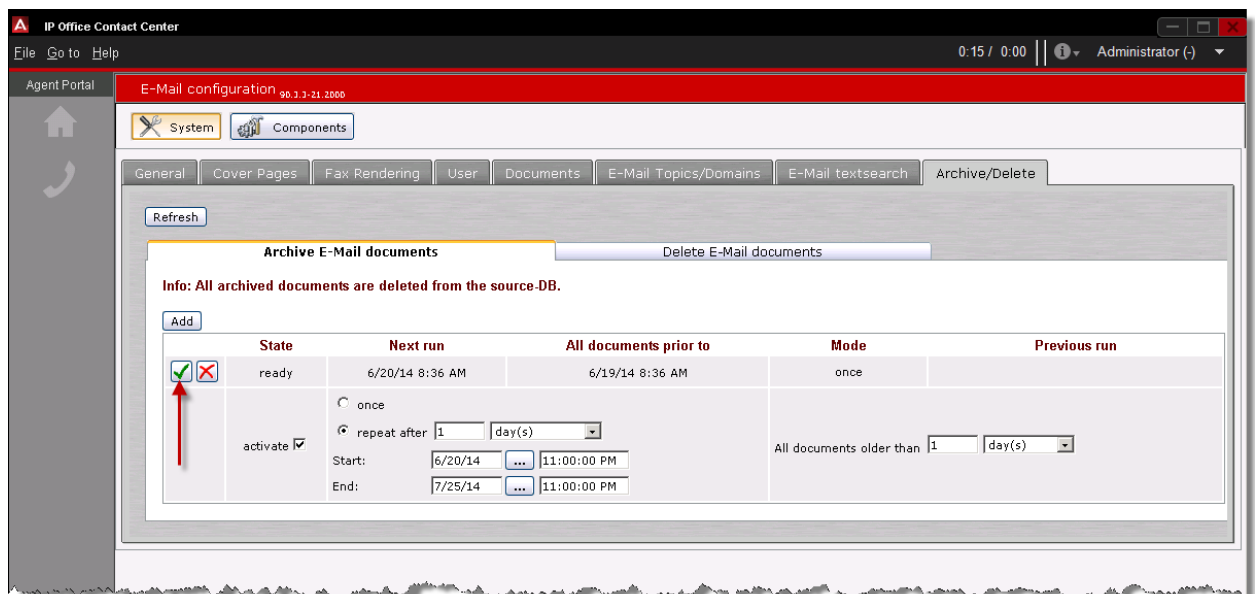 IP Office Contact Center
File Go to Help
0:15 / 0:00 Administrator (-)
Agent Portal
E-Mail configuration 90.3.3-21.2000
System Components
General Cover Pages Fax Rendering User Documents E-Mail Topics/Domains E-Mail textsearch Archive/Delete
Refresh
Archive E-Mail documents Delete E-Mail documents
Info: All archived documents are deleted from the source-DB.
Add
State Next run All documents prior to Mode Previous run
ready 6/20/14 8:36 AM 6/19/14 8:36 AM once
once
activate repeat after 1 day(s) All documents older than 1 day(s)
Start: 6/20/14 ... 11:00:00 PM
End: 7/25/14 ... 11:00:00 PM